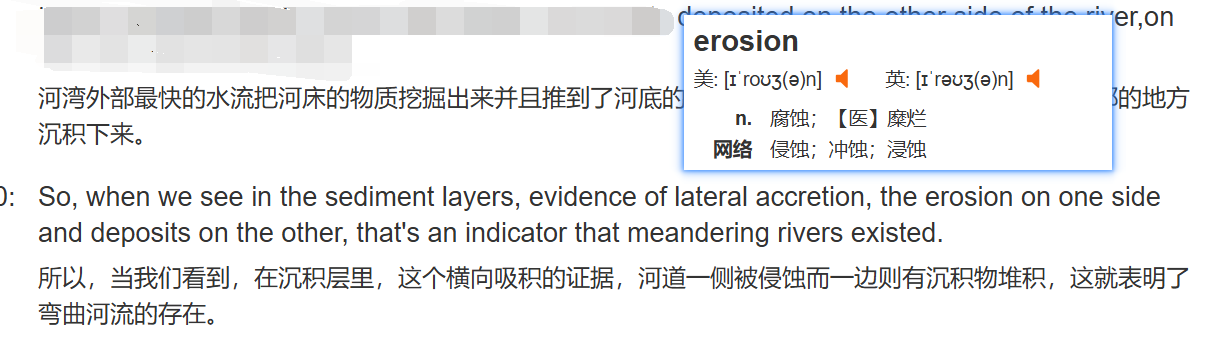 deposited on the other side of the river,on
erosion
美: [ɪˈroʊʒ(ə)n] 英: [ɪˈrəʊʒ(ə)n]
n. 腐蚀；【医】糜烂
网络 侵蚀；冲蚀；浸蚀
河湾外部最快的水流把河床的物质挖掘出来并且推到了河底的
的地方
沉积下来。
0: So, when we see in the sediment layers, evidence of lateral accretion, the erosion on one side
and deposits on the other, that's an indicator that meandering rivers existed.
所以，当我们看到，在沉积层里，这个横向吸积的证据，河道一侧被侵蚀而一边则有沉积物堆积，这就表明了
弯曲河流的存在。